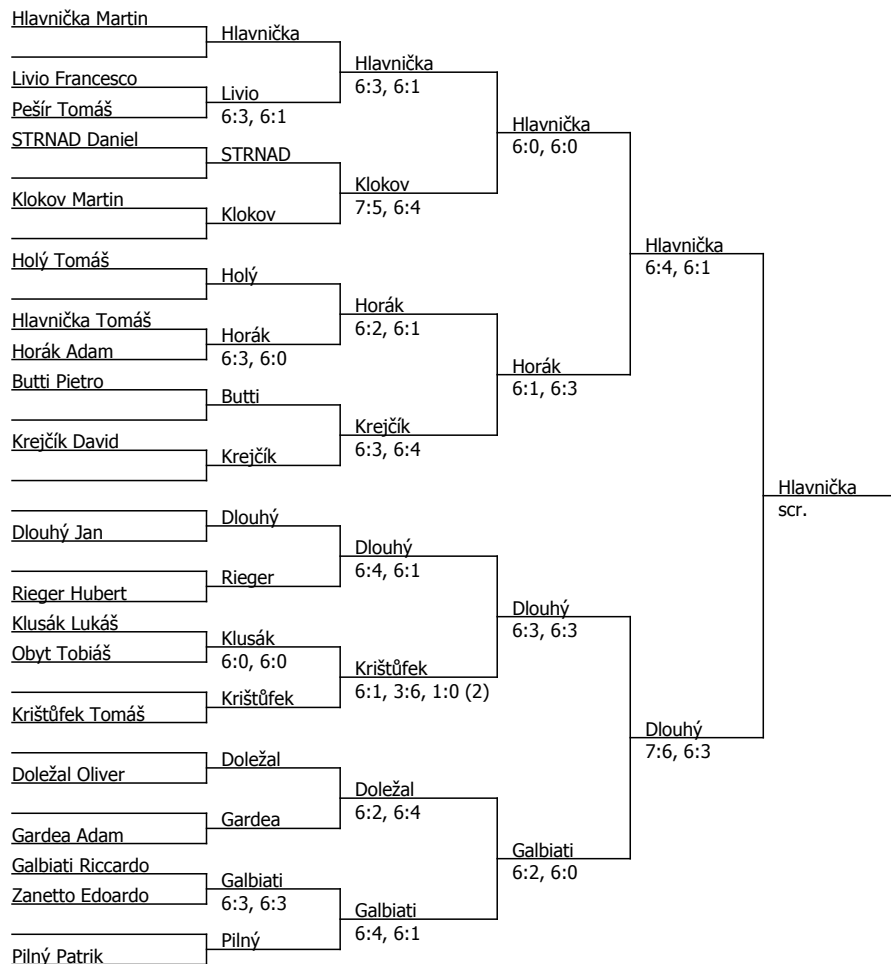 Hlavnička Martin
Livio Francesco
Pešír Tomáš
STRNAD Daniel
Klokov Martin
Holý Tomáš
Hlavnička Tomáš
Horák Adam
Butti Pietro
Krejčík David
Dlouhý Jan
Rieger Hubert
Klusák Lukáš
Obyt Tobiáš
Krištůfek Tomáš
Doležal Oliver
Gardea Adam
Galbiati Riccardo
Zanetto Edoardo
Pilný Patrik
Hlavnička
Livio
6:3, 6:1
STRNAD
Klokov
Holý
Horák
6:3, 6:0
Butti
Krejčík
Dlouhý
Rieger
Klusák
6:0, 6:0
Krištůfek
Doležal
Gardea
Galbiati
6:3, 6:3
Pilný
Hlavnička
6:3, 6:1
Klokov
7:5, 6:4
Horák
6:2, 6:1
Krejčík
6:3, 6:4
Dlouhý
6:4, 6:1
Krištůfek
6:1, 3:6, 1:0 (2)
Doležal
6:2, 6:4
Galbiati
6:4, 6:1
Hlavnička
6:0, 6:0
Horák
6:1, 6:3
Dlouhý
6:3, 6:3
Galbiati
6:2, 6:0
Hlavnička
6:4, 6:1
Dlouhý
7:6, 6:3
Hlavnička
scr.